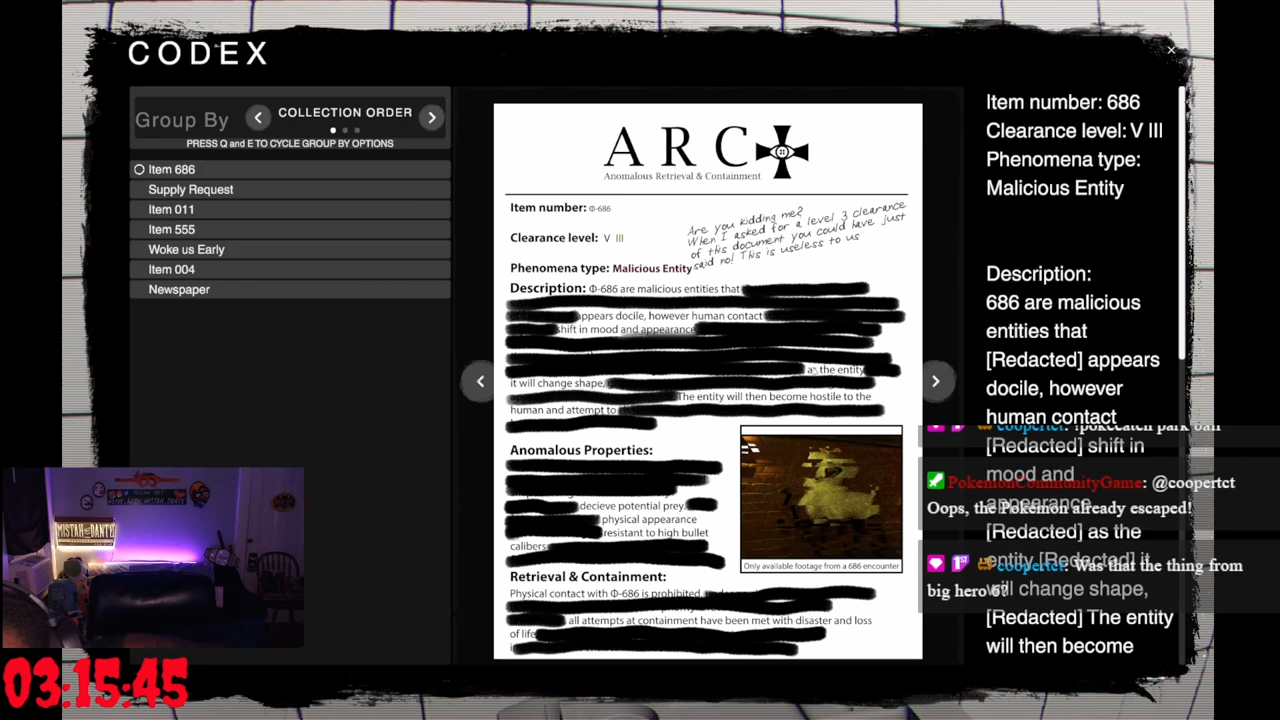 CODEX
×
Group By
COLLECTION ORDER
PRESS Q and E TO CYCLE GROUP BY OPTIONS
Item 686
Supply Request
Item 011
Item 555
Woke us Early
Item 004
Newspaper
ARC
Anomalous Retrieval & Containment
Item number: Φ-686
Clearance level: V III
Are you kidding me?
When I asked for a level 3 clearance
of this document you could have just
said no! This is useless to us
Phenomena type: Malicious Entity
Description: Φ-686 are malicious entities that
appears docile, however human contact
shift in mood and appearance
as the entity
it will change shape,
The entity will then become hostile to the
human and attempt to
Anomalous Properties:
decieve potential prey.
physical appearance
resistant to high bullet
calibers
Only available footage from a 686 encounter
Retrieval & Containment:
Physical contact with Φ-686 is prohibited,
all attempts at containment have been met with disaster and loss
of life
Item number: 686
Clearance level: V III
Phenomena type:
Malicious Entity
Description:
686 are malicious
entities that
[Redacted] appears
docile, however
human contact
[Redacted] shift in
mood and
appearance
[Redacted] as the
entity [Redacted] it
will change shape,
[Redacted] The entity
will then become
coopertct: !pokecatch park ball
PokemonCommunityGame: @coopertct
Oops, the Pokemon already escaped!
coopertct: Was that the thing from
big hero 6?
MISTAH DANTE
03:15:45